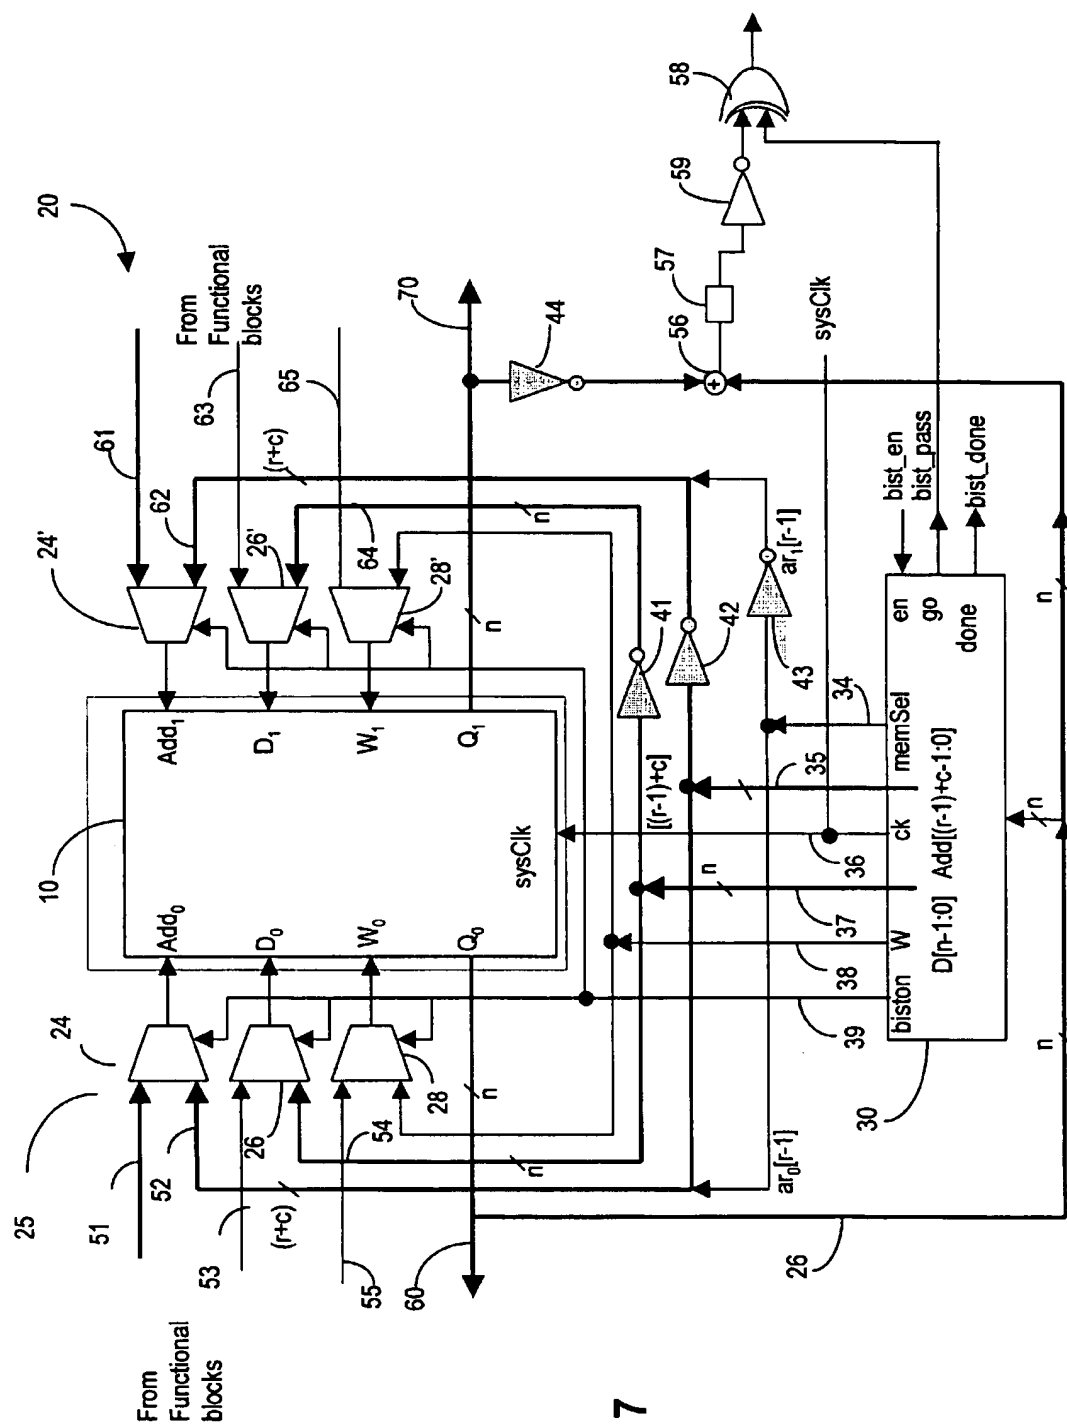 20
25
From
Functional
blocks
51
52
53
(r+c)
55
60
24
26
54
28
n
n
10
Add₀
D₀
W₀
Q₀
Add₁
D₁
W₁
Q₁
sysClk
24'
62
61
26'
From
Functional
blocks
63
65
(r+c)
64
28'
n
n
70
44
56
57
59
58
sysClk
[(r-1)+c]
41
42
43
ar₁[r-1]
ar₀[r-1]
n
39
38
37
36
35
34
biston
W
D[n-1:0]
ck
Add[(r-1)+c-1:0]
memSel
en
go
done
bist_en
bist_pass
bist_done
30
n
n
n
26
7